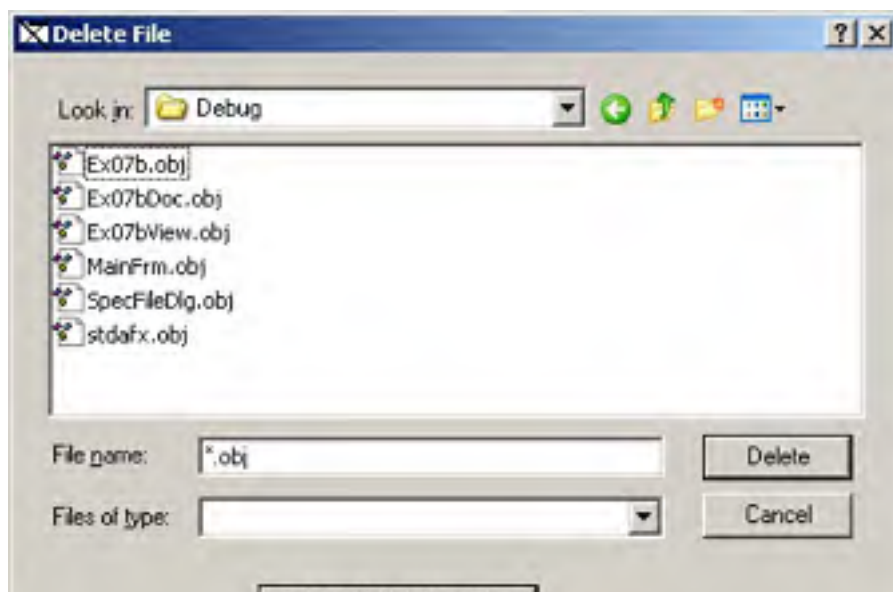 Delete File
Look in: Debug
Ex07b.obj
Ex07bDoc.obj
Ex07bView.obj
MainFrm.obj
SpecFileDlg.obj
stdafx.obj
File name: *.obj Delete
Files of type: Cancel